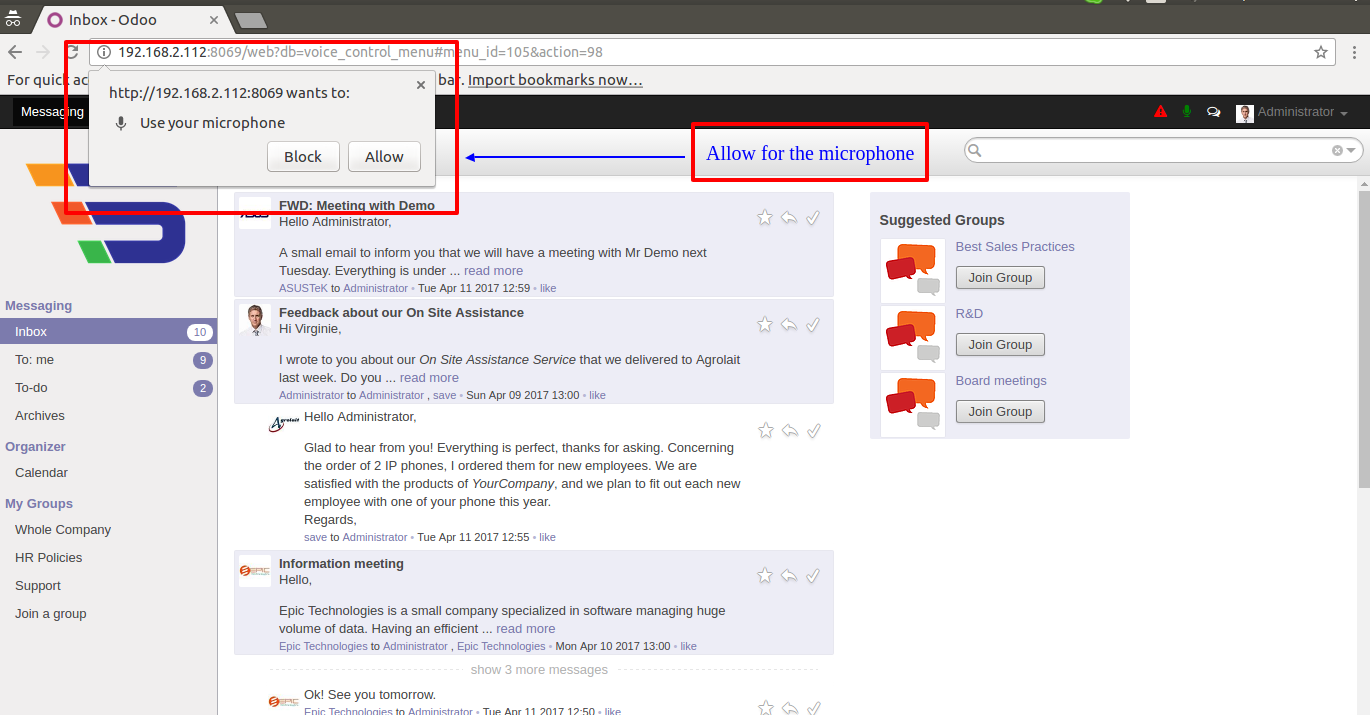 Inbox - Odoo
192.168.2.112:8069/web?db=voice_control_menu#menu_id=105&action=98
For quick ac
bar. Import bookmarks now…
http://192.168.2.112:8069 wants to:
Use your microphone
Block
Allow
Messaging
Administrator
Allow for the microphone
Messaging
Inbox 10
To: me 9
To-do 2
Archives
Organizer
Calendar
My Groups
Whole Company
HR Policies
Support
Join a group
FWD: Meeting with Demo
Hello Administrator,
A small email to inform you that we will have a meeting with Mr Demo next
Tuesday. Everything is under ... read more
ASUSTeK to Administrator • Tue Apr 11 2017 12:59 • like
Feedback about our On Site Assistance
Hi Virginie,
I wrote to you about our On Site Assistance Service that we delivered to Agrolait
last week. Do you ... read more
Administrator to Administrator , save • Sun Apr 09 2017 13:00 • like
Agrolait
Hello Administrator,
Glad to hear from you! Everything is perfect, thanks for asking. Concerning
the order of 2 IP phones, I ordered them for new employees. We are
satisfied with the products of YourCompany, and we plan to fit out each new
employee with one of your phone this year.
Regards,
save to Administrator • Tue Apr 11 2017 12:55 • like
EPIC
Information meeting
Hello,
Epic Technologies is a small company specialized in software managing huge
volume of data. Having an efficient ... read more
Epic Technologies to Administrator , Epic Technologies • Mon Apr 10 2017 13:00 • like
show 3 more messages
EPIC
Ok! See you tomorrow.
Epic Technologies to Administrator • Tue Apr 11 2017 12:50 • like
Suggested Groups
Best Sales Practices
Join Group
R&D
Join Group
Board meetings
Join Group